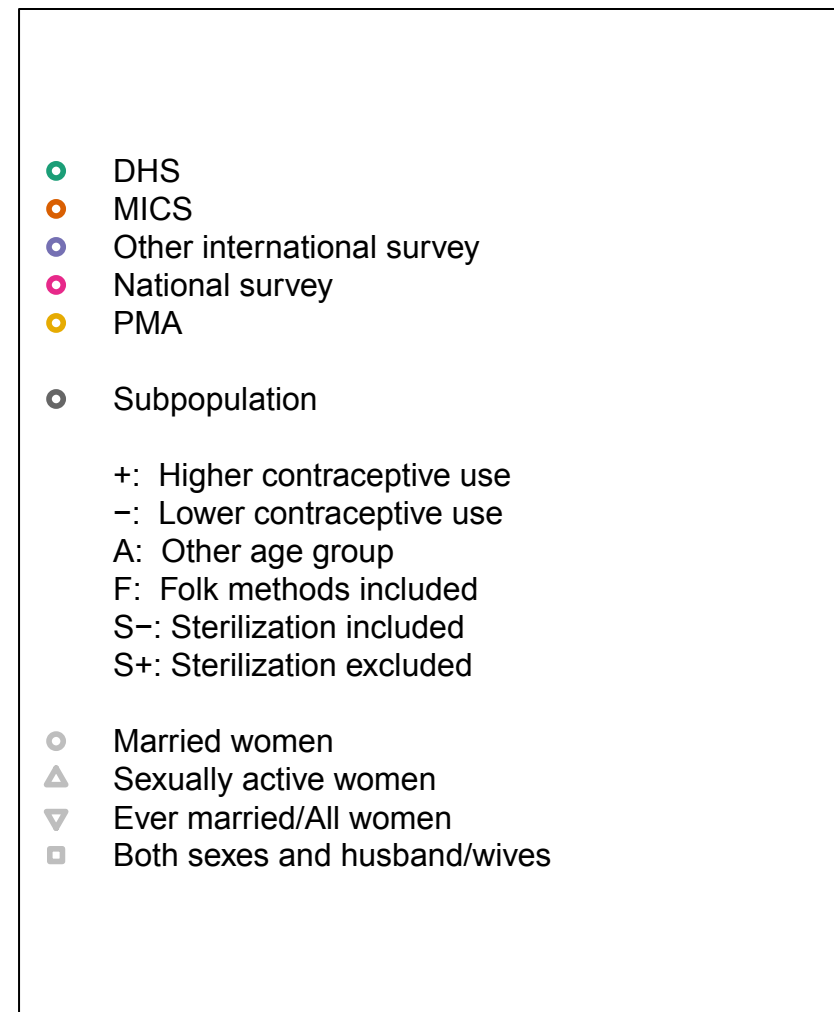 DHS
MICS
Other international survey
National survey
PMA
Subpopulation
+: Higher contraceptive use
−: Lower contraceptive use
A: Other age group
F: Folk methods included
S−: Sterilization included
S+: Sterilization excluded
Married women
Sexually active women
Ever married/All women
Both sexes and husband/wives